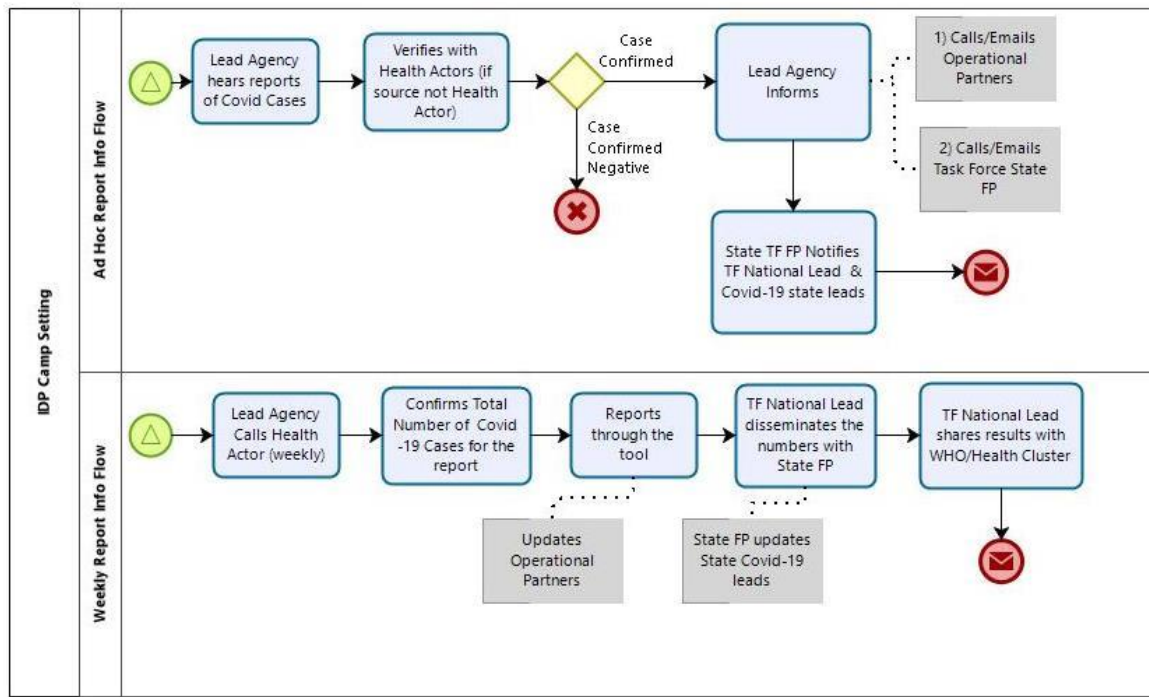 IDP Camp Setting
Ad Hoc Report Info Flow
Lead Agency
hears reports
of Covid Cases
Verifies with
Health Actors (if
source not Health
Actor)
Case
Confirmed
Case
Confirmed
Negative
Lead Agency
Informs
1) Calls/Emails
Operational
Partners
2) Calls/Emails
Task Force State
FP
State TF FP Notifies
TF National Lead &
Covid-19 state leads
Weekly Report Info Flow
Lead Agency
Calls Health
Actor (weekly)
Confirms Total
Number of Covid
-19 Cases for the
report
Reports
through the
tool
TF National Lead
disseminates the
numbers with
State FP
TF National Lead
shares results with
WHO/Health Cluster
Updates
Operational
Partners
State FP updates
State Covid-19
leads